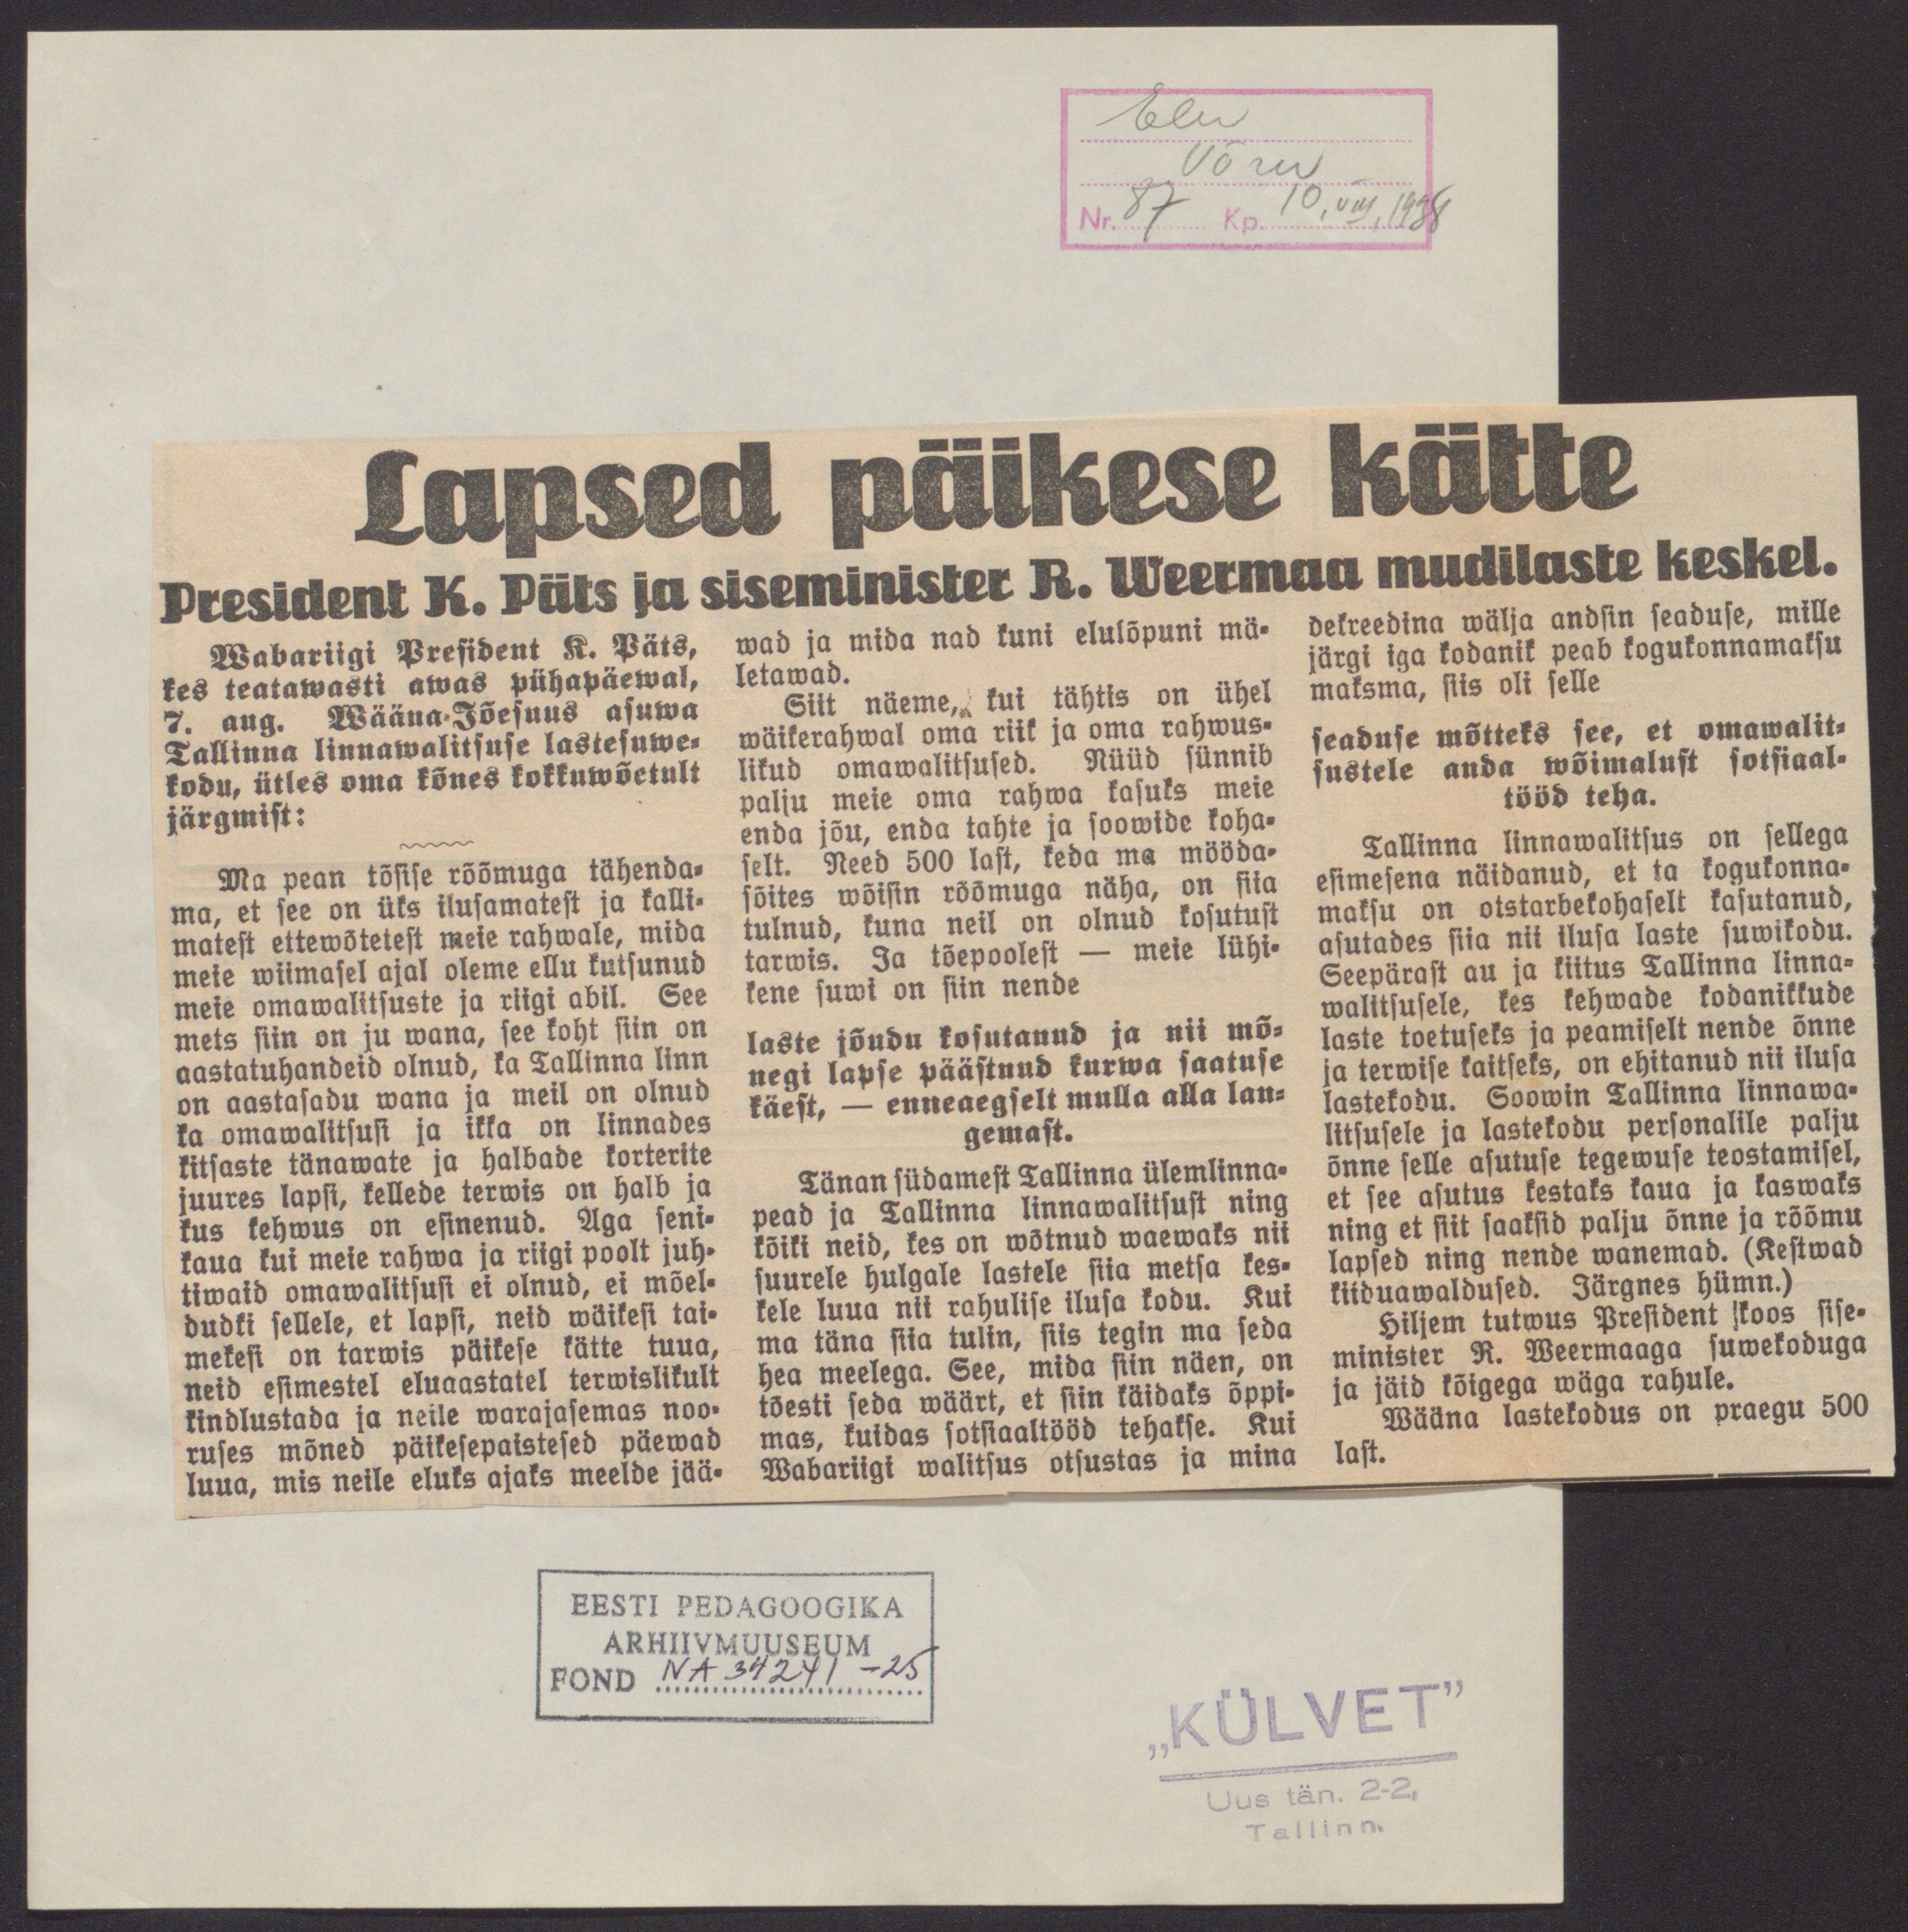 Elu
Võru
Nr. 87 Kp. 10. VIII. 1938
Lapsed päikese kätte
President K. Päts ja siseminister R. Weermaa mudilaste keskel.
Wabariigi President K. Päts,
kes teatawasti awas pühapäewal,
7. aug. Wääna-Jõesuus asuwa
Tallinna linnawalitsuse lastesuwe-
kodu, ütles oma kõnes kokkuwõetult
järgmist:
Ma pean tõsise rõõmuga tähenda-
ma, et see on üks ilusamatest ja kalli-
matest ettewõtetest meie rahwale, mida
meie wiimasel ajal oleme ellu kutsunud
meie omawalitsuste ja riigi abil. See
mets siin on ju wana, see koht siin on
aastatuhandeid olnud, ka Tallinna linn
on aastasadu wana ja meil on olnud
ka omawalitsusi ja ikka on linnades
kitsaste tänawate ja halbade korterite
juures lapsi, kellede terwis on halb ja
kus kehwus on esinenud. Aga seni-
kaua kui meie rahwa ja riigi poolt juh-
tiwaid omawalitsusi ei olnud, ei mõel-
dudki sellele, et lapsi, neid wäikesi tai-
mekesi on tarwis päikese kätte tuua,
neid esimestel eluaastatel terwislikult
kindlustada ja neile warajasemas noo-
ruses mõned päikesepaistesed päewad
luua, mis neile eluks ajaks meelde jää-
wad ja mida nad kuni elulõpuni mä-
letawad.
Siit näeme, kui tähtis on ühel
wäikerahwal oma riik ja oma rahwus-
likud omawalitsused. Nüüd sünnib
palju meie oma rahwa kasuks meie
enda jõu, enda tahte ja soowide koha-
selt. Need 500 last, keda ma mööda-
sõites wõisin rõõmuga näha, on siia
tulnud, kuna neil on olnud kosutust
tarwis. Ja tõepoolest — meie lühi-
kene suwi on siin nende
laste jõudu kosutanud ja nii mõ-
negi lapse päästnud kurwa saatuse
käest, — enneaegselt mulla alla lan-
gemast.
Tänan südamest Tallinna ülemlinna-
pead ja Tallinna linnawalitsust ning
kõiki neid, kes on wõtnud waewaks nii
suurele hulgale lastele siia metsa kes-
kele luua nii rahulise ilusa kodu. Kui
ma täna siia tulin, siis tegin ma seda
hea meelega. See, mida siin näen, on
tõesti seda wäärt, et siin käidaks õppi-
mas, kuidas sotsiaaltööd tehakse. Kui
Wabariigi walitsus otsustas ja mina
dekreedina wälja andsin seaduse, mille
järgi iga kodanik peab kogukonnamaksu
maksma, siis oli selle
seaduse mõtteks see, et omawalit-
sustele anda wõimalust sotsiaal-
tööd teha.
Tallinna linnawalitsus on sellega
esimesena näidanud, et ta kogukonna-
maksu on otstarbekohaselt kasutanud,
asutades siia nii ilusa laste suwikodu.
Seepärast au ja kiitus Tallinna linna-
walitsusele, kes kehwade kodanikkude
laste toetuseks ja peamiselt nende õnne
ja terwise kaitseks, on ehitanud nii ilusa
lastekodu. Soowin Tallinna linnawa-
litsusele ja lastekodu personalile palju
õnne selle asutuse tegewuse teostamisel,
et see asutus kestaks kaua ja kaswaks
ning et siit saaksid palju õnne ja rõõmu
lapsed ning nende wanemad. (Kestwad
kiiduawaldused. Järgnes hümn.)
Hiljem tutwus President koos sise-
minister R. Weermaaga suwekoduga
ja jäid kõigega wäga rahule.
Wääna lastekodus on praegu 500
last.
EESTI PEDAGOOGIKA
ARHIIVMUUSEUM
FOND NA 34241-25
„KÜLVET”
Uus tän. 2-2,
Tallinn.